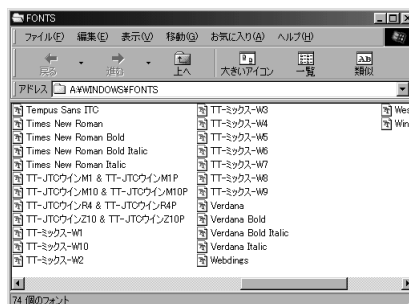 FONTS
ファイル(F) 編集(E) 表示(V) 移動(G) お気に入り(A) ヘルプ(H)
戻る 進む 上へ 大きいアイコン 一覧 類似
アドレス A:¥WINDOWS¥FONTS
Tempus Sans ITC
Times New Roman
Times New Roman Bold
Times New Roman Bold Italic
Times New Roman Italic
TT-JTCウインM1 & TT-JTCウインM1P
TT-JTCウインM10 & TT-JTCウインM10P
TT-JTCウインR4 & TT-JTCウインR4P
TT-JTCウインZ10 & TT-JTCウインZ10P
TT-ミックス-W1
TT-ミックス-W10
TT-ミックス-W2
TT-ミックス-W3
TT-ミックス-W4
TT-ミックス-W5
TT-ミックス-W6
TT-ミックス-W7
TT-ミックス-W8
TT-ミックス-W9
Verdana
Verdana Bold
Verdana Bold Italic
Verdana Italic
Webdings
Wes
Win
74 個のフォント